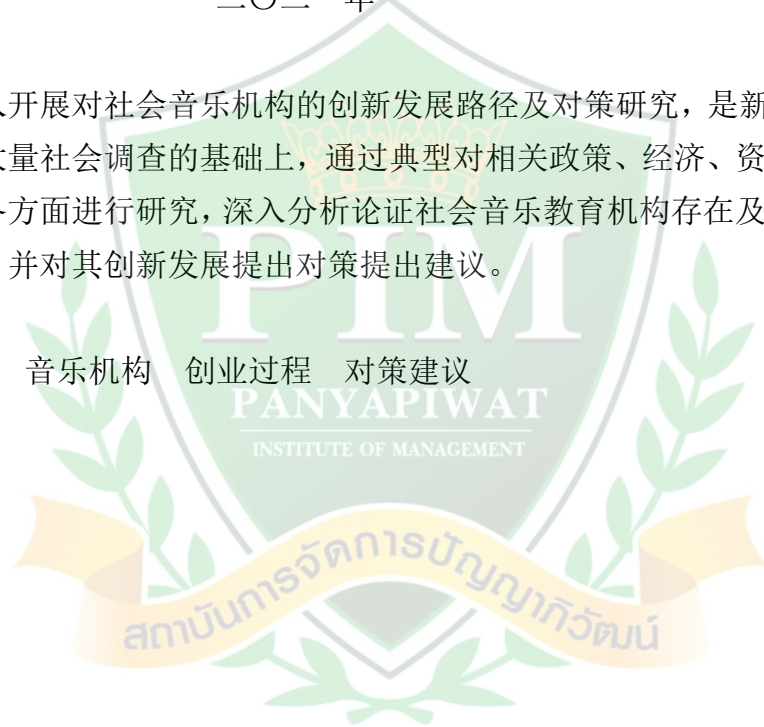 二〇二一年
人开展对社会音乐机构的创新发展路径及对策研究，是新
大量社会调查的基础上，通过典型对相关政策、经济、资
各方面进行研究，深入分析论证社会音乐教育机构存在及
并对其创新发展提出对策提出建议。
音乐机构 创业过程 对策建议
PIM
PANYAPIWAT
INSTITUTE OF MANAGEMENT
สถาบันการจัดการปัญญาภิวัฒน์